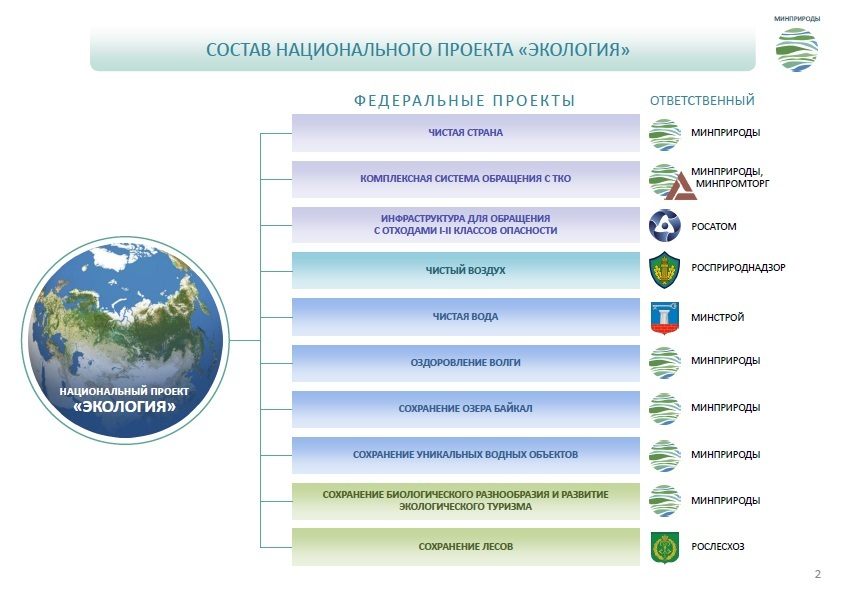 МИНПРИРОДЫ
СОСТАВ НАЦИОНАЛЬНОГО ПРОЕКТА «ЭКОЛОГИЯ»
ФЕДЕРАЛЬНЫЕ ПРОЕКТЫ
ОТВЕТСТВЕННЫЙ
ЧИСТАЯ СТРАНА
МИНПРИРОДЫ
КОМПЛЕКСНАЯ СИСТЕМА ОБРАЩЕНИЯ С ТКО
МИНПРИРОДЫ,
МИНПРОМТОРГ
ИНФРАСТРУКТУРА ДЛЯ ОБРАЩЕНИЯ
С ОТХОДАМИ I-II КЛАССОВ ОПАСНОСТИ
РОСАТОМ
ЧИСТЫЙ ВОЗДУХ
РОСПРИРОДНАДЗОР
ЧИСТАЯ ВОДА
МИНСТРОЙ
ОЗДОРОВЛЕНИЕ ВОЛГИ
МИНПРИРОДЫ
НАЦИОНАЛЬНЫЙ ПРОЕКТ
«ЭКОЛОГИЯ»
СОХРАНЕНИЕ ОЗЕРА БАЙКАЛ
МИНПРИРОДЫ
СОХРАНЕНИЕ УНИКАЛЬНЫХ ВОДНЫХ ОБЪЕКТОВ
МИНПРИРОДЫ
СОХРАНЕНИЕ БИОЛОГИЧЕСКОГО РАЗНООБРАЗИЯ И РАЗВИТИЕ
ЭКОЛОГИЧЕСКОГО ТУРИЗМА
МИНПРИРОДЫ
СОХРАНЕНИЕ ЛЕСОВ
РОСЛЕСХОЗ
2